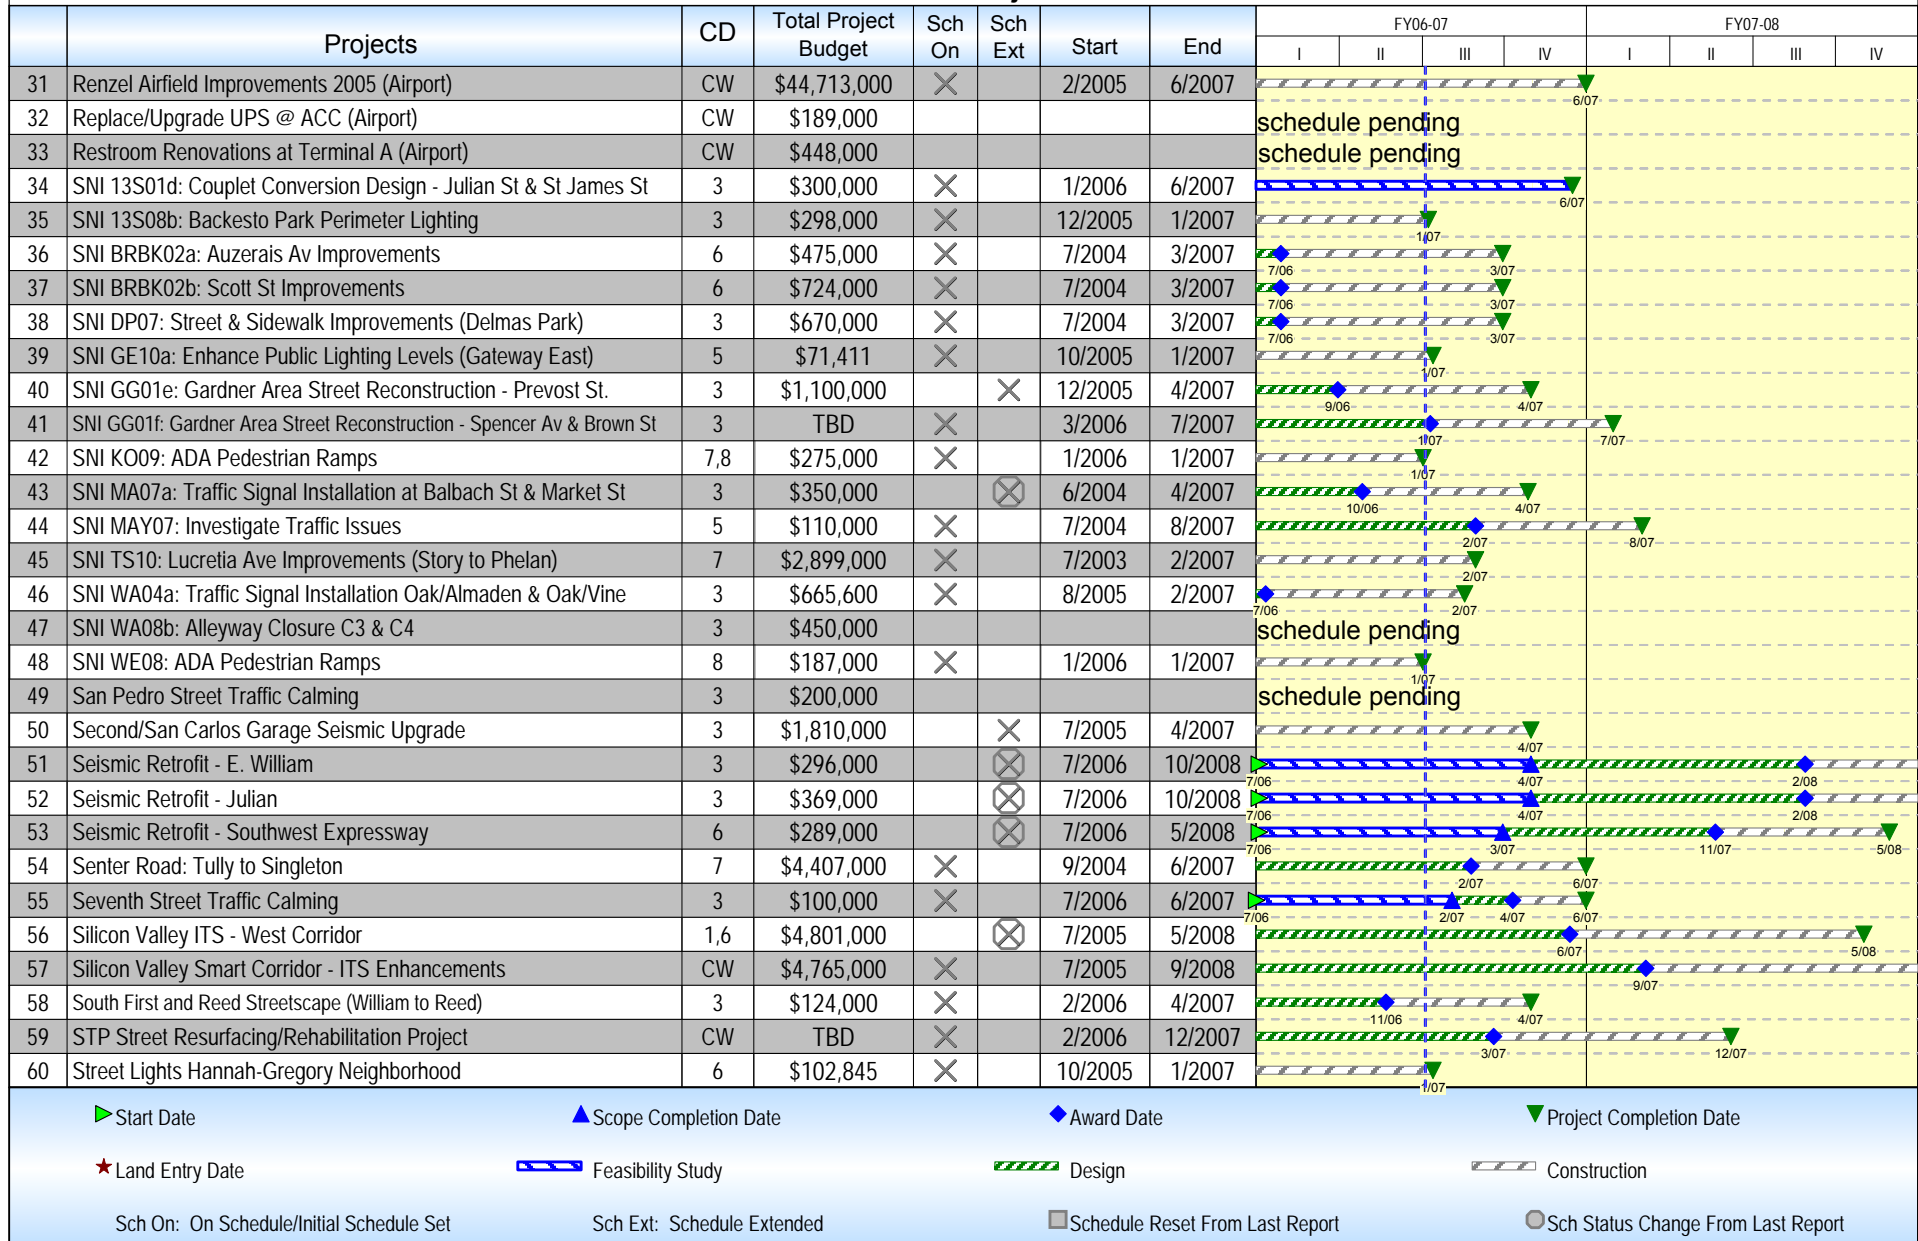 Projects CD Total Project Budget Sch On Sch Ext Start End FY06-07 FY07-08
I II III IV I II III IV
31 Renzel Airfield Improvements 2005 (Airport) CW $44,713,000 2/2005 6/2007 6/07
32 Replace/Upgrade UPS @ ACC (Airport) CW $189,000 schedule pending
33 Restroom Renovations at Terminal A (Airport) CW $448,000 schedule pending
34 SNI 13S01d: Couplet Conversion Design - Julian St & St James St 3 $300,000 1/2006 6/2007 6/07
35 SNI 13S08b: Backesto Park Perimeter Lighting 3 $298,000 12/2005 1/2007 1/07
36 SNI BRBK02a: Auzerais Av Improvements 6 $475,000 7/2004 3/2007 7/06 3/07
37 SNI BRBK02b: Scott St Improvements 6 $724,000 7/2004 3/2007 7/06 3/07
38 SNI DP07: Street & Sidewalk Improvements (Delmas Park) 3 $670,000 7/2004 3/2007 7/06 3/07
39 SNI GE10a: Enhance Public Lighting Levels (Gateway East) 5 $71,411 10/2005 1/2007 1/07
40 SNI GG01e: Gardner Area Street Reconstruction - Prevost St. 3 $1,100,000 12/2005 4/2007 9/06 4/07
41 SNI GG01f: Gardner Area Street Reconstruction - Spencer Av & Brown St 3 TBD 3/2006 7/2007 1/07 7/07
42 SNI KO09: ADA Pedestrian Ramps 7,8 $275,000 1/2006 1/2007 1/07
43 SNI MA07a: Traffic Signal Installation at Balbach St & Market St 3 $350,000 6/2004 4/2007 10/06 4/07
44 SNI MAY07: Investigate Traffic Issues 5 $110,000 7/2004 8/2007 2/07 8/07
45 SNI TS10: Lucretia Ave Improvements (Story to Phelan) 7 $2,899,000 7/2003 2/2007 2/07
46 SNI WA04a: Traffic Signal Installation Oak/Almaden & Oak/Vine 3 $665,600 8/2005 2/2007 7/06 2/07
47 SNI WA08b: Alleyway Closure C3 & C4 3 $450,000 schedule pending
48 SNI WE08: ADA Pedestrian Ramps 8 $187,000 1/2006 1/2007 1/07
49 San Pedro Street Traffic Calming 3 $200,000 schedule pending
50 Second/San Carlos Garage Seismic Upgrade 3 $1,810,000 7/2005 4/2007 4/07
51 Seismic Retrofit - E. William 3 $296,000 7/2006 10/2008 7/06 4/07 2/08
52 Seismic Retrofit - Julian 3 $369,000 7/2006 10/2008 7/06 4/07 2/08
53 Seismic Retrofit - Southwest Expressway 6 $289,000 7/2006 5/2008 7/06 3/07 11/07 5/08
54 Senter Road: Tully to Singleton 7 $4,407,000 9/2004 6/2007 2/07 6/07
55 Seventh Street Traffic Calming 3 $100,000 7/2006 6/2007 7/06 2/07 4/07 6/07
56 Silicon Valley ITS - West Corridor 1,6 $4,801,000 7/2005 5/2008 6/07 5/08
57 Silicon Valley Smart Corridor - ITS Enhancements CW $4,765,000 7/2005 9/2008 9/07
58 South First and Reed Streetscape (William to Reed) 3 $124,000 2/2006 4/2007 11/06 4/07
59 STP Street Resurfacing/Rehabilitation Project CW TBD 2/2006 12/2007 3/07 12/07
60 Street Lights Hannah-Gregory Neighborhood 6 $102,845 10/2005 1/2007 1/07
Start Date Scope Completion Date Award Date Project Completion Date
Land Entry Date Feasibility Study Design Construction
Sch On: On Schedule/Initial Schedule Set Sch Ext: Schedule Extended Schedule Reset From Last Report Sch Status Change From Last Report